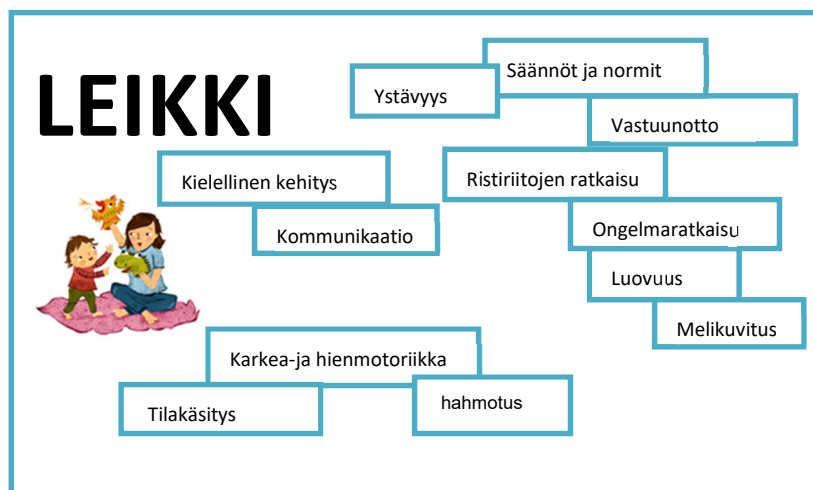 LEIKKI
Säännöt ja normit
Ystävyys
Vastuunotto
Kielellinen kehitys
Ristiriitojen ratkaisu
Kommunikaatio
Ongelmaratkaisu
Luovuus
Melikuvitus
Karkea-ja hienmotoriikka
Tilakäsitys
hahmotus